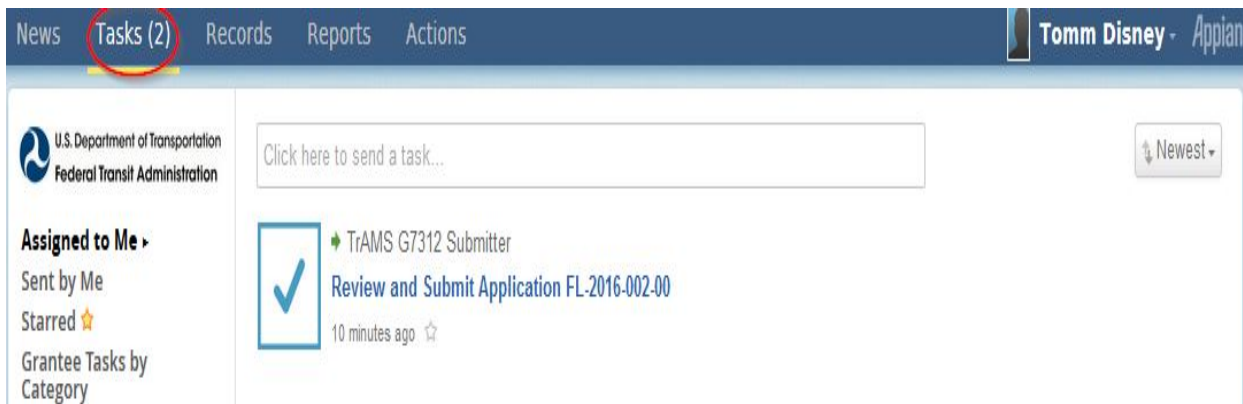 News Tasks (2) Records Reports Actions Tomm Disney Appian
U.S. Department of Transportation
Federal Transit Administration
Click here to send a task...
Newest
Assigned to Me
Sent by Me
Starred
Grantee Tasks by
Category
TrAMS G7312 Submitter
Review and Submit Application FL-2016-002-00
10 minutes ago